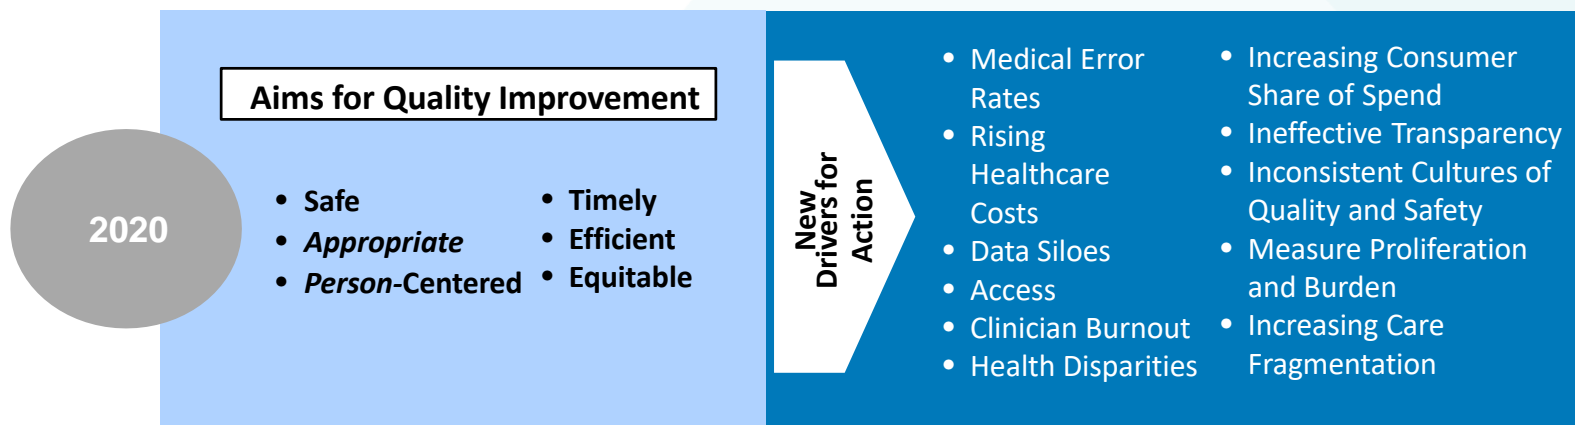 2020
Aims for Quality Improvement
• Safe
• Appropriate
• Person-Centered
• Timely
• Efficient
• Equitable
New
Drivers for
Action
• Medical Error
Rates
• Rising
Healthcare
Costs
• Data Siloes
• Access
• Clinician Burnout
• Health Disparities
• Increasing Consumer
Share of Spend
• Ineffective Transparency
• Inconsistent Cultures of
Quality and Safety
• Measure Proliferation
and Burden
• Increasing Care
Fragmentation